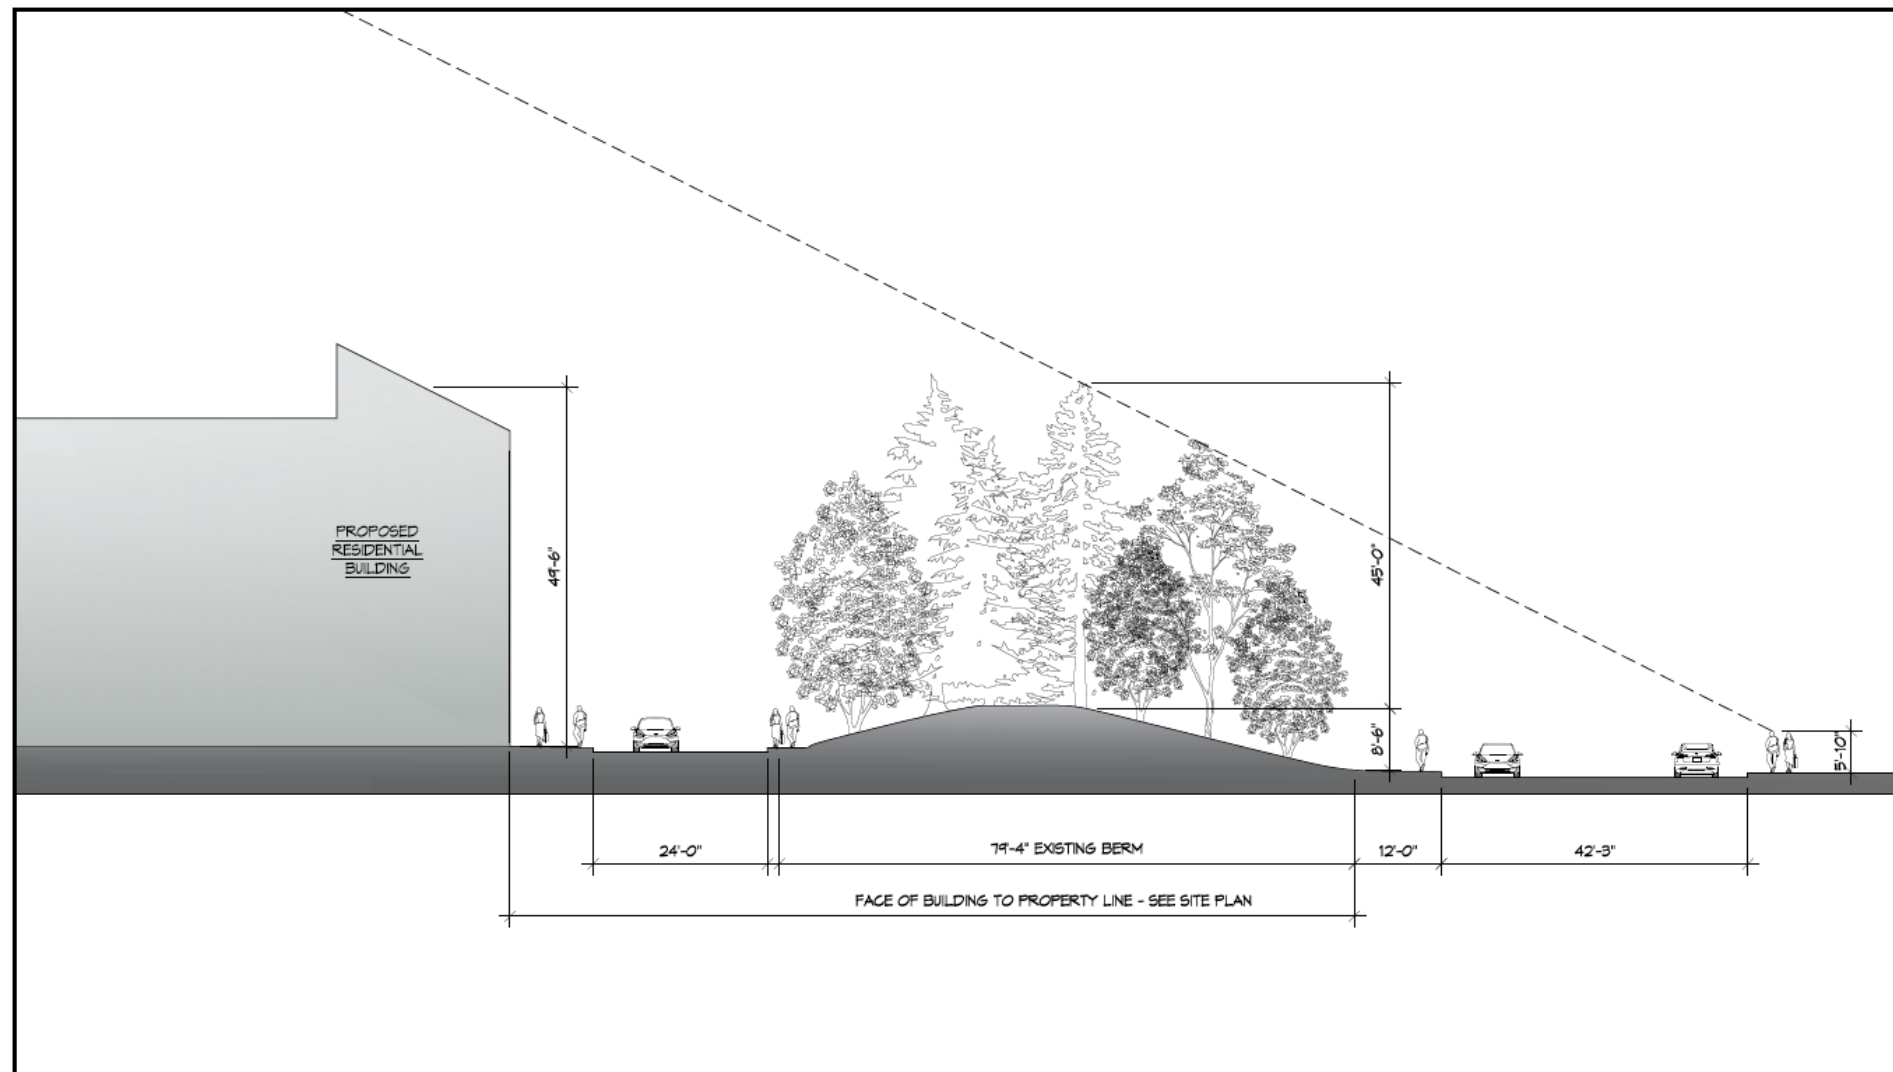 PROPOSED
RESIDENTIAL
BUILDING
49'-6"
45'-0"
8'-6"
5'-10"
24'-0"
79'-4" EXISTING BERM
12'-0"
42'-3"
FACE OF BUILDING TO PROPERTY LINE - SEE SITE PLAN